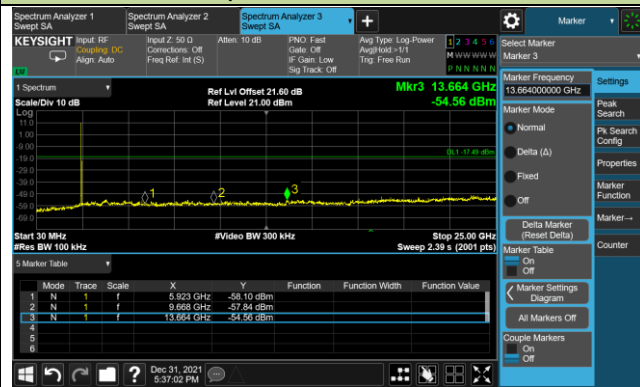 Spectrum Analyzer 1
Swept SA
Spectrum Analyzer 2
Swept SA
Spectrum Analyzer 3
Swept SA
+
Marker
KEYSIGHT
Input: RF
Coupling: DC
Align: Auto
Input Z: 50 Ω
Corrections: Off
Freq Ref: Int (S)
Atten: 10 dB
PNO: Fast
Gate: Off
IF Gain: Low
Sig Track: Off
Avg Type: Log-Power
Avg|Hold >1/1
Trig: Free Run
1 2 3 4 5 6
M W W W W W
P N N N N N
Select Marker
Marker 3
1 Spectrum
Scale/Div 10 dB
Log
Ref Lvl Offset 21.60 dB
Ref Level 21.00 dBm
Mkr3 13.664 GHz
-54.56 dBm
11.0
1.00
-9.00
-19.0
-29.0
-39.0
-49.0
-59.0
-69.0
DL1 -17.49 dBm
1
2
3
Start 30 MHz
#Res BW 100 kHz
#Video BW 300 kHz
Stop 25.00 GHz
Sweep 2.39 s (2001 pts)
5 Marker Table
Mode Trace Scale X Y Function Function Width Function Value
1 N 1 f 5.923 GHz -58.10 dBm
2 N 1 f 9.668 GHz -57.84 dBm
3 N 1 f 13.664 GHz -54.56 dBm
4
5
6
Marker Frequency
13.664000000 GHz
Marker Mode
Normal
Delta (Δ)
Fixed
Off
Delta Marker
(Reset Delta)
Marker Table
On
Off
Marker Settings
Diagram
All Markers Off
Couple Markers
On
Off
Settings
Peak
Search
Pk Search
Config
Properties
Marker
Function
Marker→
Counter
?
Dec 31, 2021
5:37:02 PM